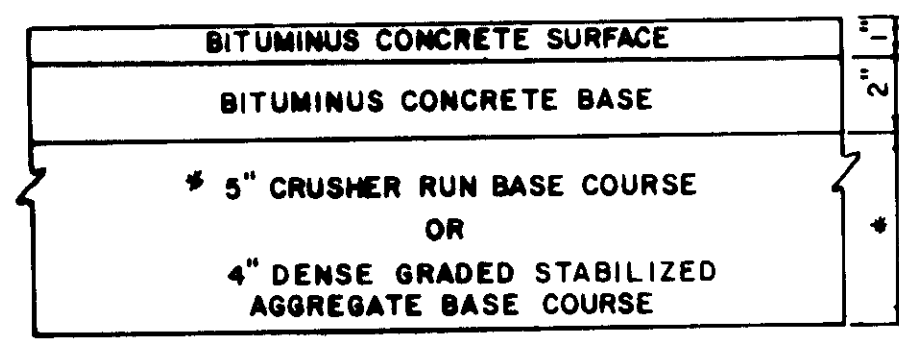 BITUMINUS CONCRETE SURFACE
1"
BITUMINUS CONCRETE BASE
2"
* 5" CRUSHER RUN BASE COURSE
OR
*
4" DENSE GRADED STABILIZED
AGGREGATE BASE COURSE